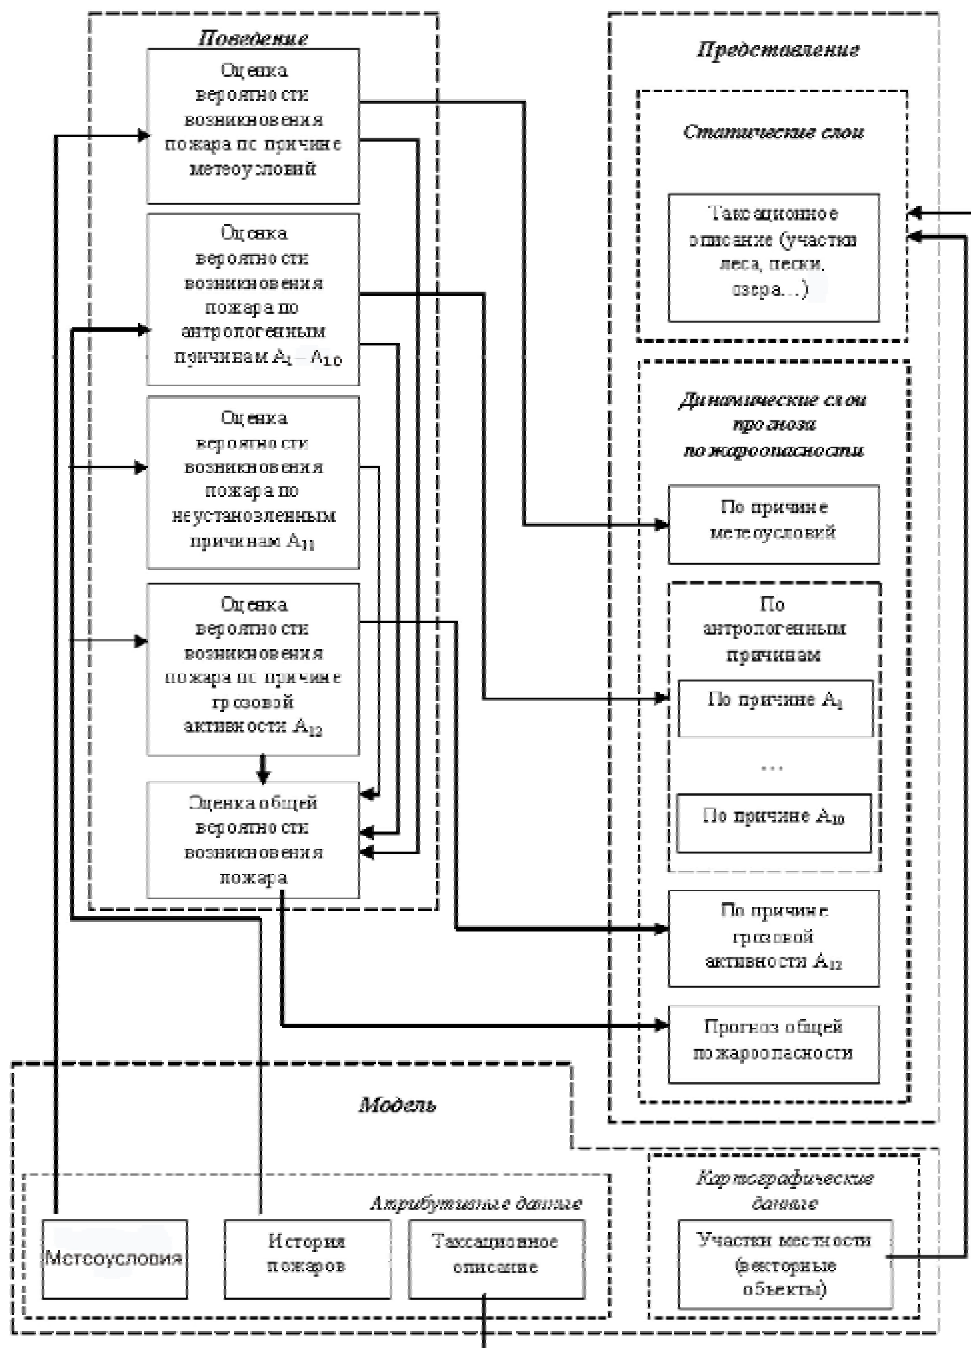 Поведение
Оценка
вероятности
возникновения
пожара по причине
метеоусловий
Оценка
вероятности
возникновения
пожара по
антропогенным
причинам A₁ – A₁₀
Оценка
вероятности
возникновения
пожара по
неустановленным
причинам A₁₁
Оценка
вероятности
возникновения
пожара по причине
грозовой
активности A₁₂
Оценка общей
вероятности
возникновения
пожара
Представление
Статические слои
Таксационное
описание (участки
леса, пески,
озера…)
Динамические слои
прогноза
пожароопасности
По причине
метеоусловий
По
антропогенным
причинам
По причине A₁
…
По причине A₁₀
По причине
грозовой
активности A₁₂
Прогноз общей
пожароопасности
Модель
Атрибутивные данные
Метеоусловия
История
пожаров
Таксационное
описание
Картографические
данные
Участки местности
(векторные
объекты)